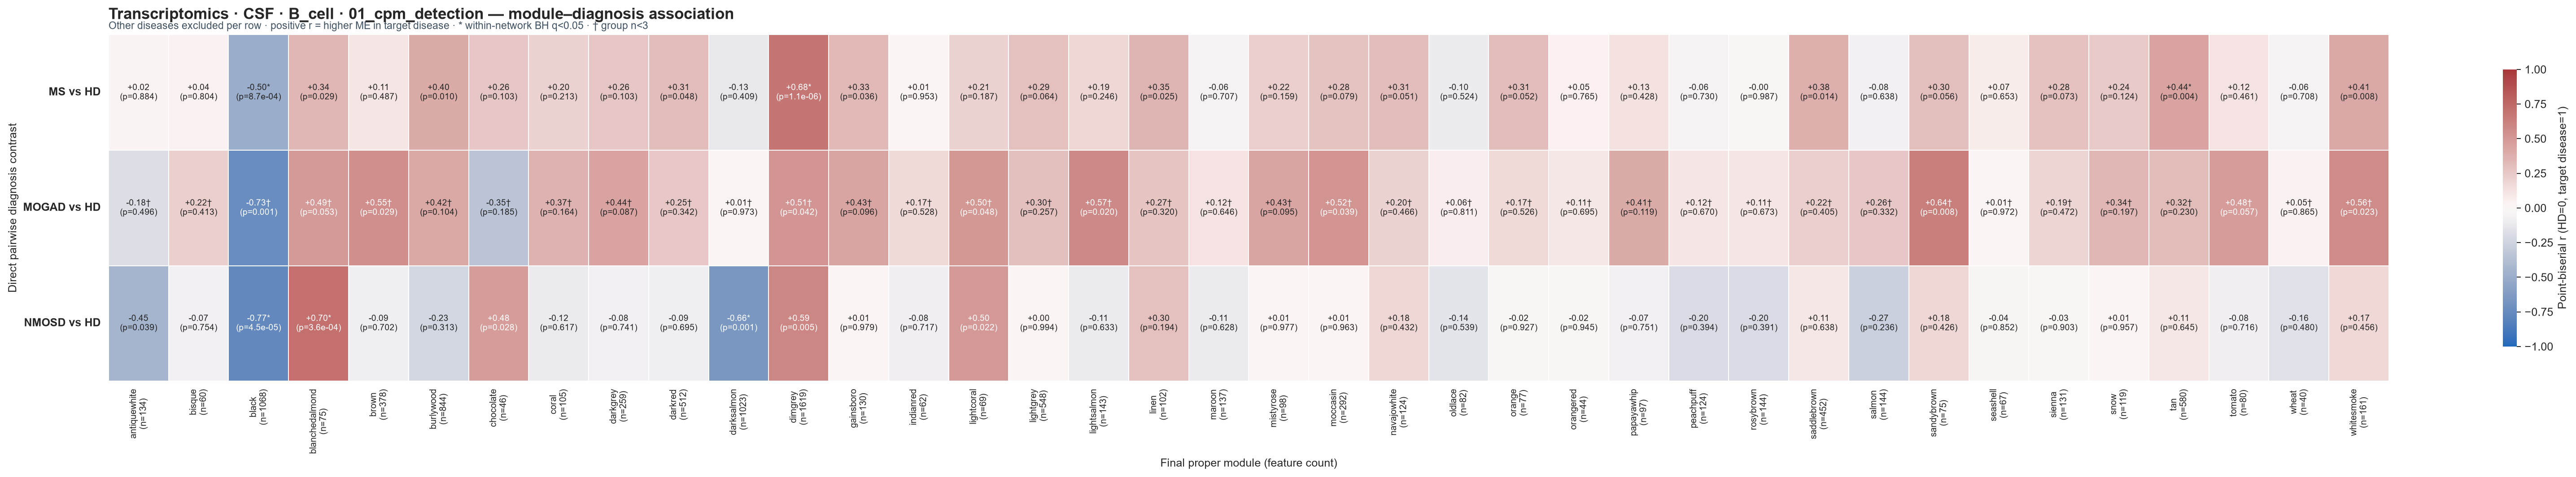 Transcriptomics · CSF · B_cell · 01_cpm_detection — module–diagnosis association
Other diseases excluded per row · positive r = higher ME in target disease · * within-network BH q<0.05 · † group n<3
Direct pairwise diagnosis contrast
MS vs HD
+0.02 +0.04 -0.50* +0.34 +0.11 +0.40 +0.26 +0.20 +0.26 +0.31 -0.13 +0.68* +0.33 +0.01 +0.21 +0.29 +0.19 +0.35 -0.06 +0.22 +0.28 +0.31 -0.10 +0.31 +0.05 +0.13 -0.06 -0.00 +0.38 -0.08 +0.30 +0.07 +0.28 +0.24 +0.44* +0.12 -0.06 +0.41
(p=0.884) (p=0.804) (p=8.7e-04) (p=0.029) (p=0.487) (p=0.010) (p=0.103) (p=0.213) (p=0.103) (p=0.048) (p=0.409) (p=1.1e-06) (p=0.036) (p=0.953) (p=0.187) (p=0.064) (p=0.246) (p=0.025) (p=0.707) (p=0.159) (p=0.079) (p=0.051) (p=0.524) (p=0.052) (p=0.765) (p=0.428) (p=0.730) (p=0.987) (p=0.014) (p=0.638) (p=0.056) (p=0.653) (p=0.073) (p=0.124) (p=0.004) (p=0.461) (p=0.708) (p=0.008)
MOGAD vs HD
-0.18† +0.22† -0.73† +0.49† +0.55† +0.42† -0.35† +0.37† +0.44† +0.25† +0.01† +0.51† +0.43† +0.17† +0.50† +0.30† +0.57† +0.27† +0.12† +0.43† +0.52† +0.20† +0.06† +0.17† +0.11† +0.41† +0.12† +0.11† +0.22† +0.26† +0.64† +0.01† +0.19† +0.34† +0.32† +0.48† +0.05† +0.56†
(p=0.496) (p=0.413) (p=0.001) (p=0.053) (p=0.029) (p=0.104) (p=0.185) (p=0.164) (p=0.087) (p=0.342) (p=0.973) (p=0.042) (p=0.096) (p=0.528) (p=0.048) (p=0.257) (p=0.020) (p=0.320) (p=0.646) (p=0.095) (p=0.039) (p=0.466) (p=0.811) (p=0.526) (p=0.695) (p=0.119) (p=0.670) (p=0.673) (p=0.405) (p=0.332) (p=0.008) (p=0.972) (p=0.472) (p=0.197) (p=0.230) (p=0.057) (p=0.865) (p=0.023)
NMOSD vs HD
-0.45 -0.07 -0.77* +0.70* -0.09 -0.23 +0.48 -0.12 -0.08 -0.09 -0.66* +0.59 +0.01 -0.08 +0.50 +0.00 -0.11 +0.30 -0.11 +0.01 +0.01 +0.18 -0.14 -0.02 -0.02 -0.07 -0.20 -0.20 +0.11 -0.27 +0.18 -0.04 -0.03 +0.01 +0.11 -0.08 -0.16 +0.17
(p=0.039) (p=0.754) (p=4.5e-05) (p=3.6e-04) (p=0.702) (p=0.313) (p=0.028) (p=0.617) (p=0.741) (p=0.695) (p=0.001) (p=0.005) (p=0.979) (p=0.717) (p=0.022) (p=0.994) (p=0.633) (p=0.194) (p=0.628) (p=0.977) (p=0.963) (p=0.432) (p=0.539) (p=0.927) (p=0.945) (p=0.751) (p=0.394) (p=0.391) (p=0.638) (p=0.236) (p=0.426) (p=0.852) (p=0.903) (p=0.957) (p=0.645) (p=0.716) (p=0.480) (p=0.456)
antiquewhite
(n=134)
bisque
(n=60)
black
(n=1068)
blanchedalmond
(n=75)
brown
(n=378)
burlywood
(n=844)
chocolate
(n=46)
coral
(n=105)
darkgrey
(n=259)
darkred
(n=512)
darksalmon
(n=1023)
dimgrey
(n=1619)
gainsboro
(n=130)
indianred
(n=62)
lightcoral
(n=69)
lightgrey
(n=548)
lightsalmon
(n=143)
linen
(n=102)
maroon
(n=137)
mistyrose
(n=98)
moccasin
(n=292)
navajowhite
(n=124)
oldlace
(n=82)
orange
(n=77)
orangered
(n=44)
papayawhip
(n=97)
peachpuff
(n=124)
rosybrown
(n=144)
saddlebrown
(n=452)
salmon
(n=144)
sandybrown
(n=75)
seashell
(n=67)
sienna
(n=131)
snow
(n=119)
tan
(n=580)
tomato
(n=80)
wheat
(n=40)
whitesmoke
(n=161)
Final proper module (feature count)
1.00
0.75
0.50
0.25
0.00
−0.25
−0.50
−0.75
−1.00
Point-biserial r (HD=0, target disease=1)